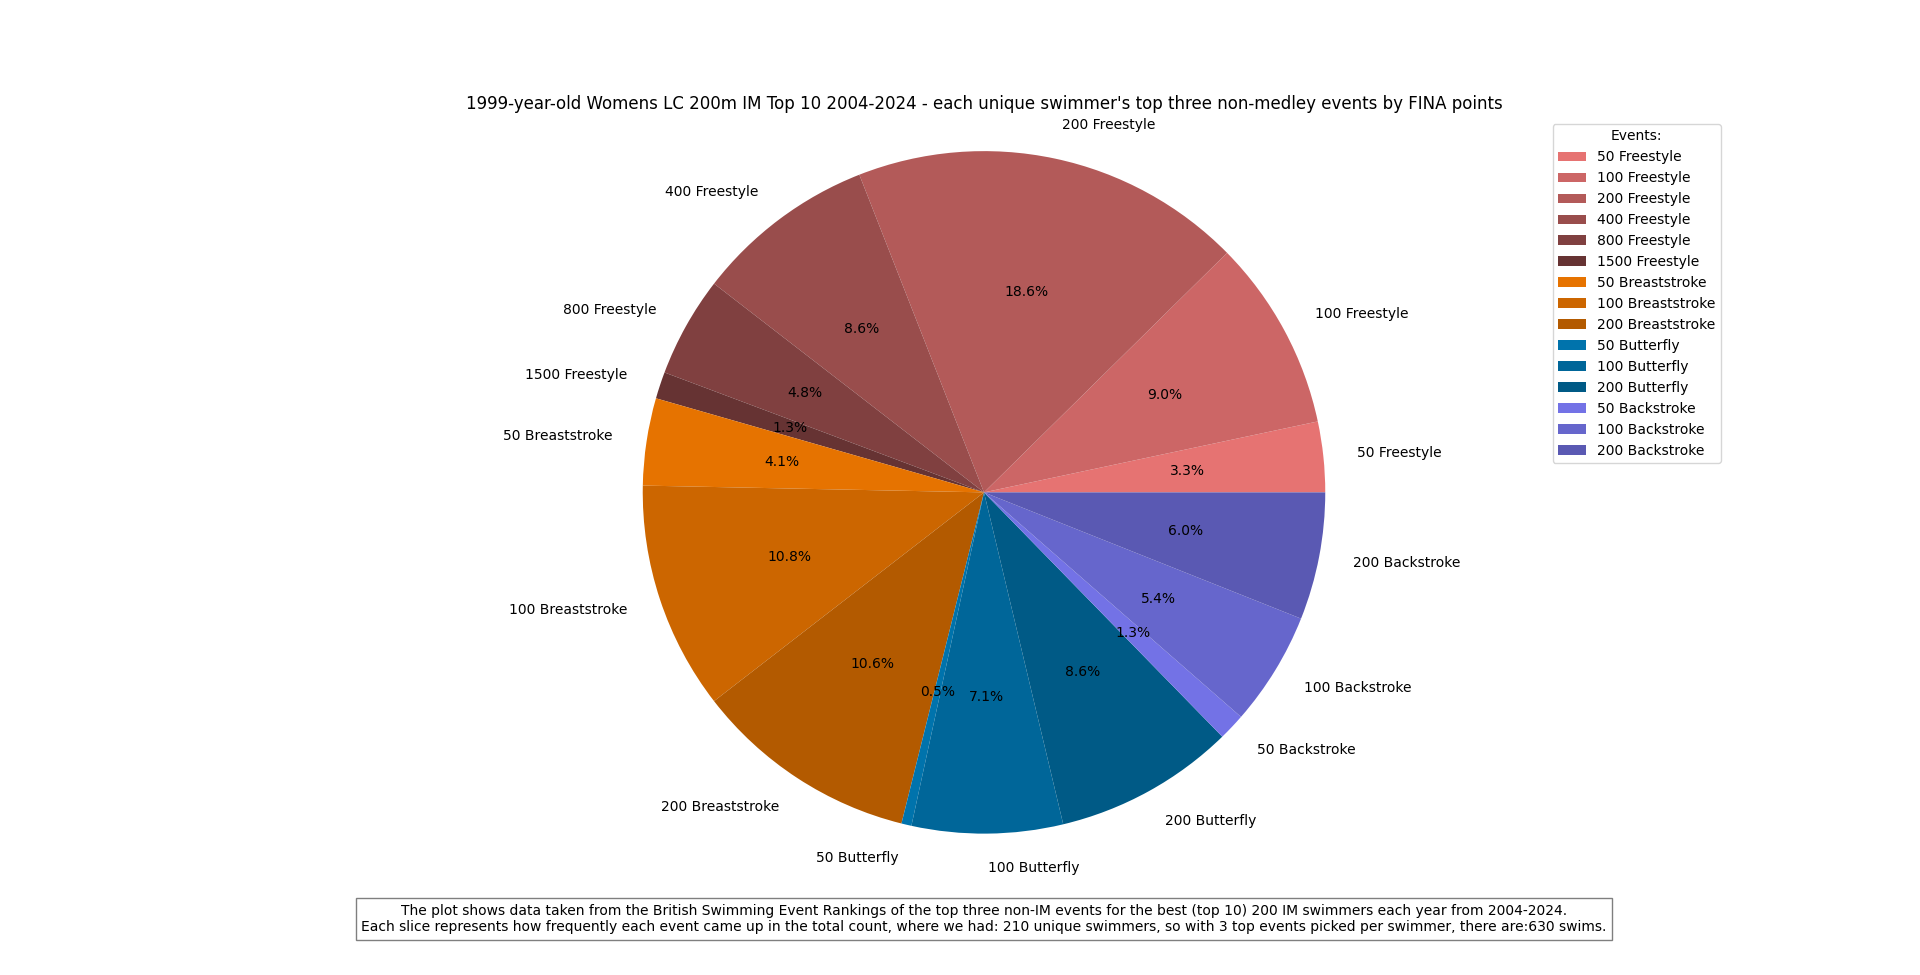 1999-year-old Womens LC 200m IM Top 10 2004-2024 - each unique swimmer's top three non-medley events by FINA points
200 Freestyle
400 Freestyle
800 Freestyle
1500 Freestyle
50 Breaststroke
100 Breaststroke
200 Breaststroke
50 Butterfly
100 Butterfly
200 Butterfly
50 Backstroke
100 Backstroke
200 Backstroke
50 Freestyle
100 Freestyle
18.6%
8.6%
4.8%
1.3%
4.1%
10.8%
10.6%
0.5%
7.1%
8.6%
1.3%
5.4%
6.0%
3.3%
9.0%
Events:
50 Freestyle
100 Freestyle
200 Freestyle
400 Freestyle
800 Freestyle
1500 Freestyle
50 Breaststroke
100 Breaststroke
200 Breaststroke
50 Butterfly
100 Butterfly
200 Butterfly
50 Backstroke
100 Backstroke
200 Backstroke
The plot shows data taken from the British Swimming Event Rankings of the top three non-IM events for the best (top 10) 200 IM swimmers each year from 2004-2024.
Each slice represents how frequently each event came up in the total count, where we had: 210 unique swimmers, so with 3 top events picked per swimmer, there are:630 swims.